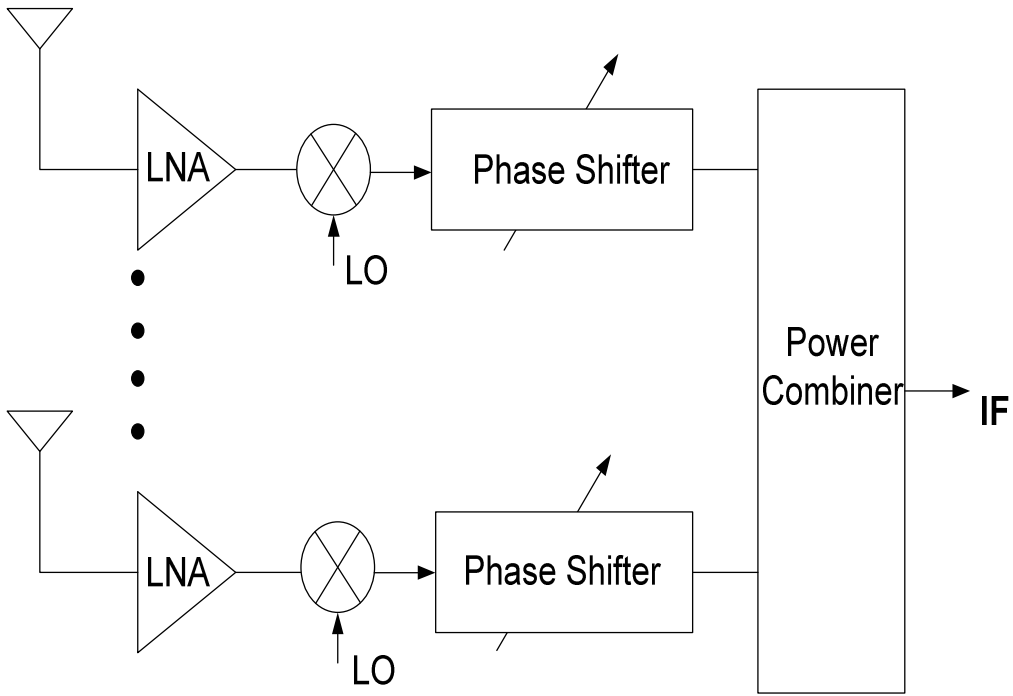 LNA
Phase Shifter
LO
Power
Combiner
IF
LNA
Phase Shifter
LO